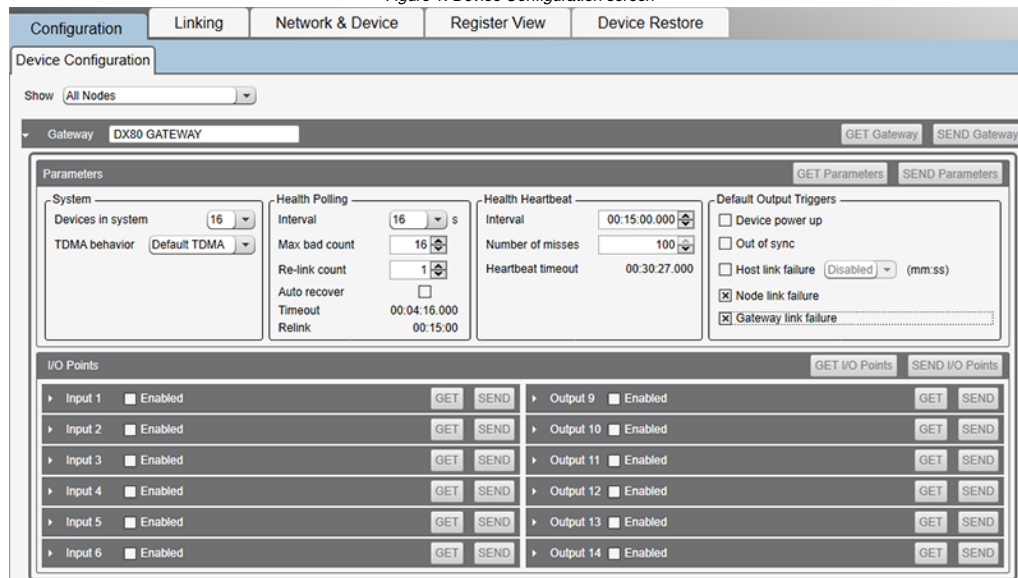 Figure 1. Device Configuration screen
Configuration Linking Network & Device Register View Device Restore
Device Configuration
Show All Nodes
Gateway DX80 GATEWAY GET Gateway SEND Gateway
Parameters GET Parameters SEND Parameters
System Health Polling Health Heartbeat Default Output Triggers
Devices in system 16 Interval 16 s Interval 00:15:00.000 Device power up
TDMA behavior Default TDMA Max bad count 16 Number of misses 100 Out of sync
Re-link count 1 Heartbeat timeout 00:30:27.000 Host link failure Disabled (mm:ss)
Auto recover Node link failure
Timeout 00:04:16.000 Gateway link failure
Relink 00:15:00
I/O Points GET I/O Points SEND I/O Points
Input 1 Enabled GET SEND Output 9 Enabled GET SEND
Input 2 Enabled GET SEND Output 10 Enabled GET SEND
Input 3 Enabled GET SEND Output 11 Enabled GET SEND
Input 4 Enabled GET SEND Output 12 Enabled GET SEND
Input 5 Enabled GET SEND Output 13 Enabled GET SEND
Input 6 Enabled GET SEND Output 14 Enabled GET SEND